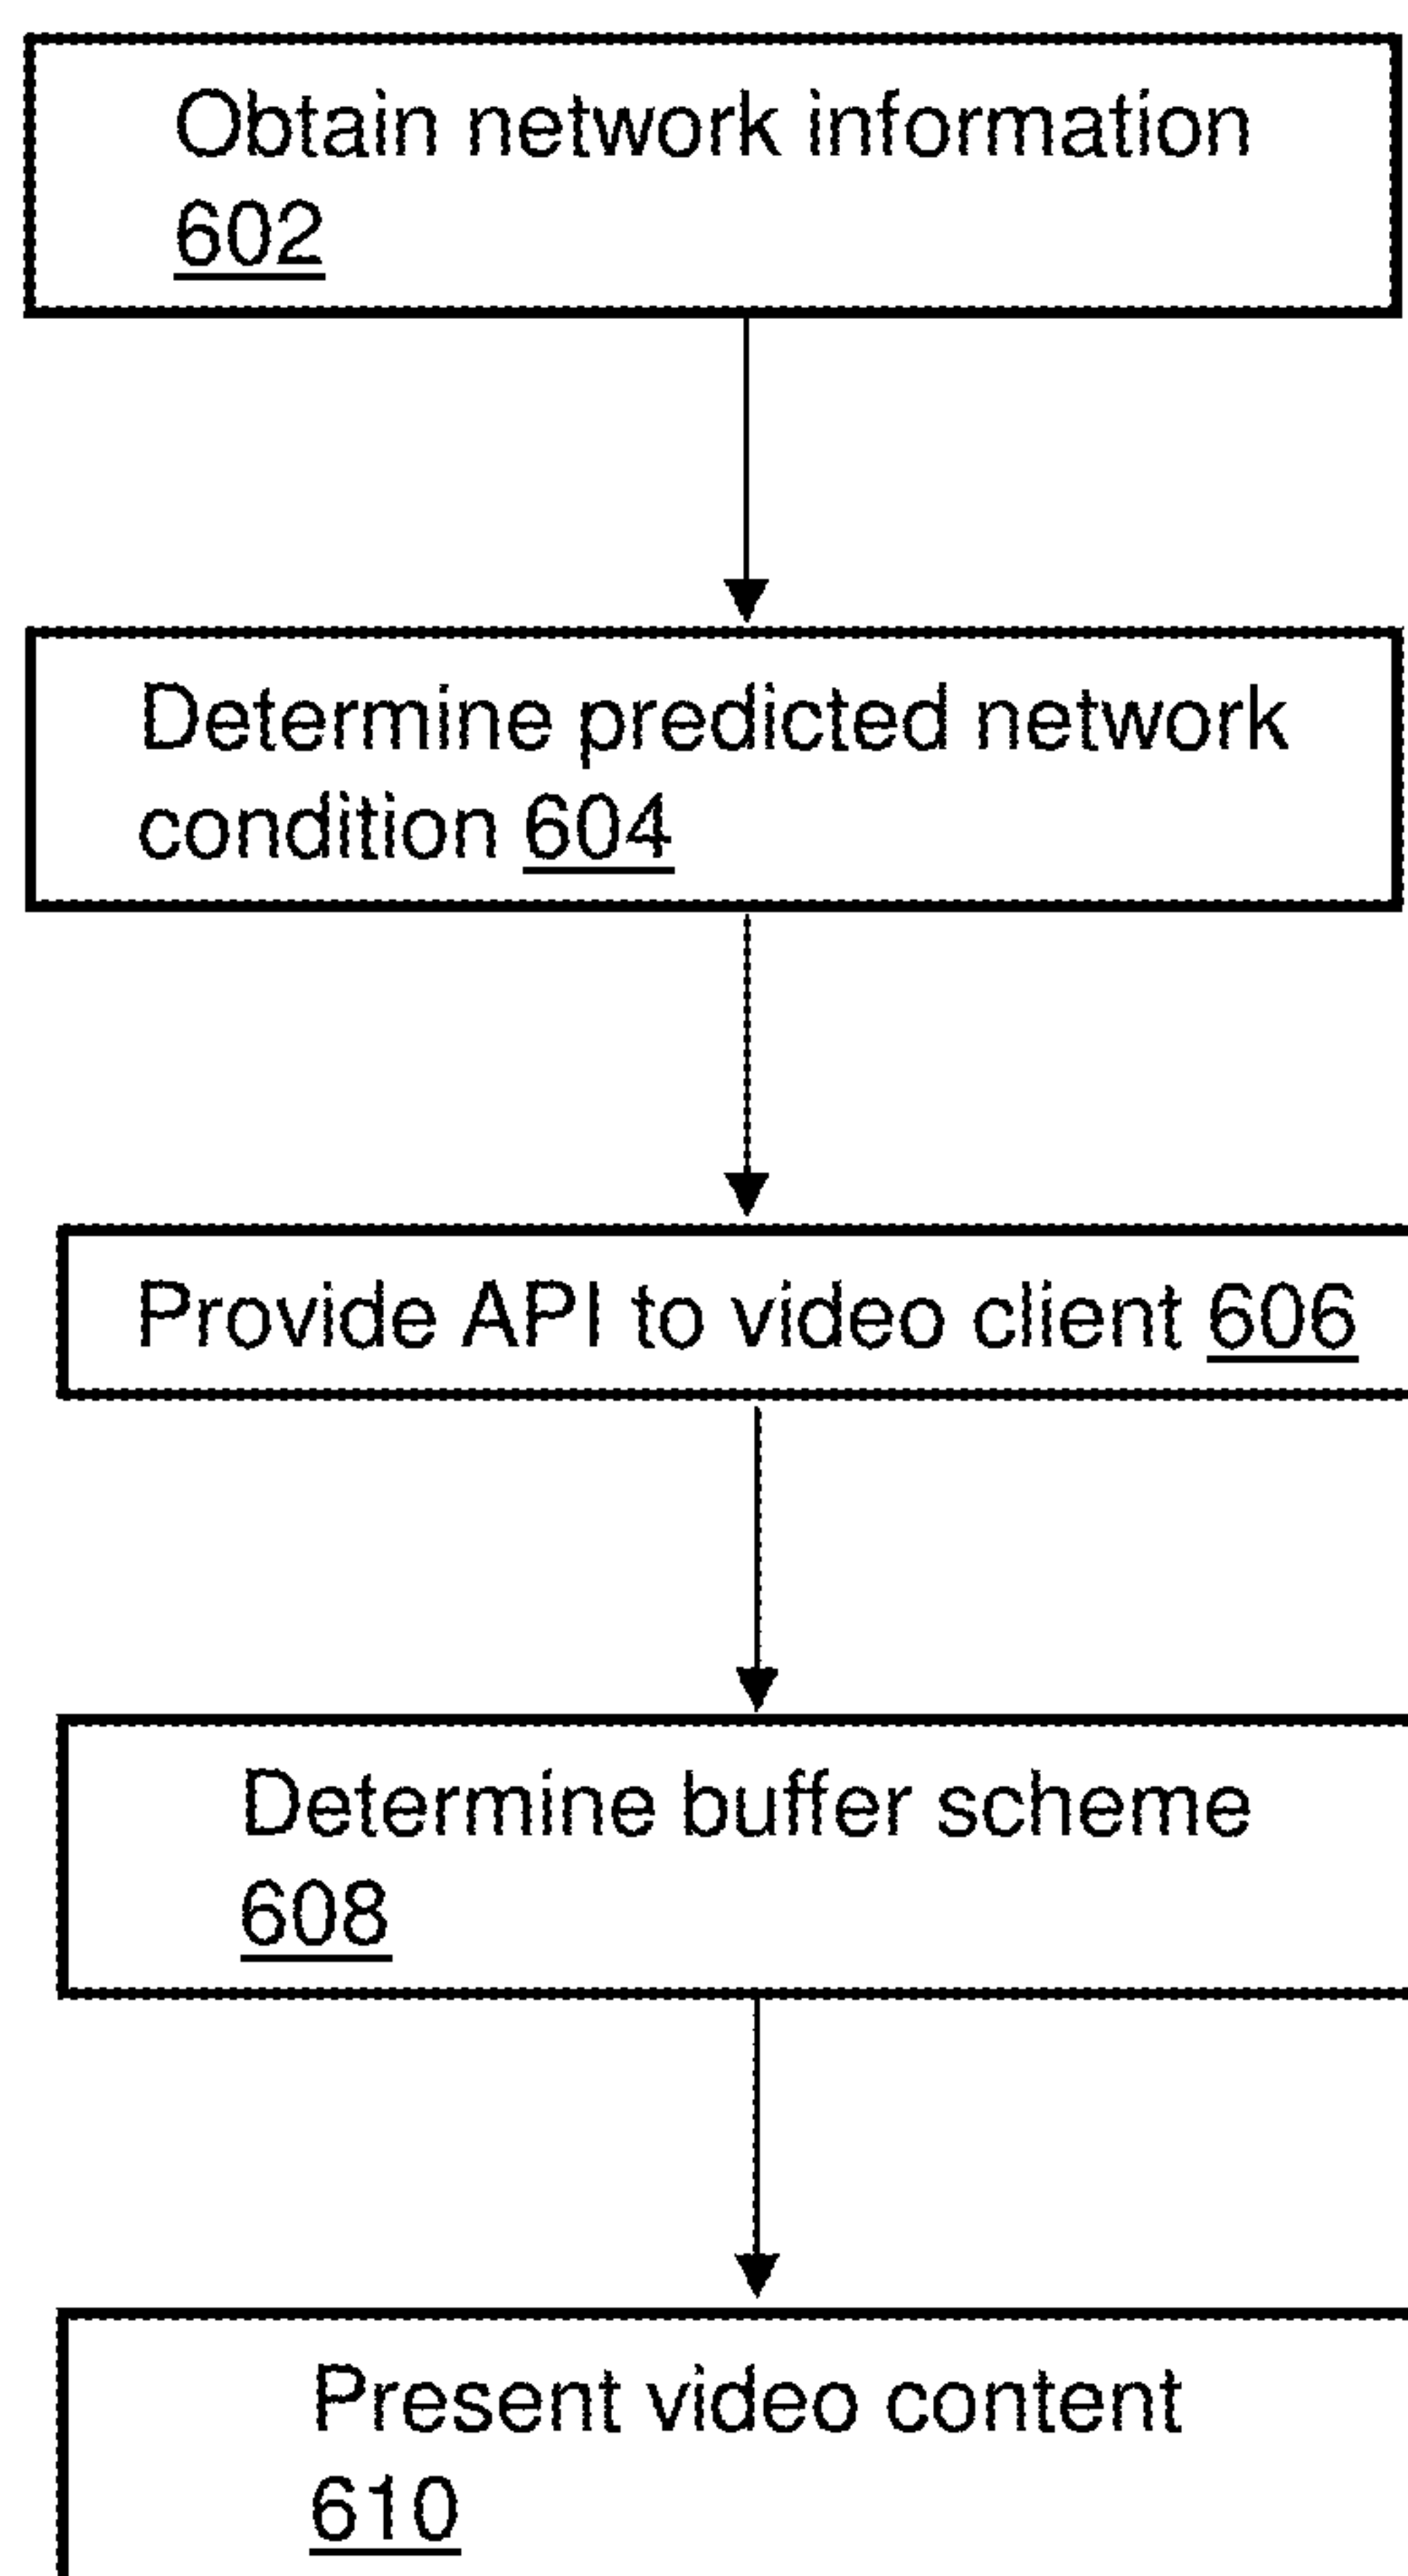 Obtain network information
602
Determine predicted network
condition 604
Provide API to video client 606
Determine buffer scheme
608
Present video content
610